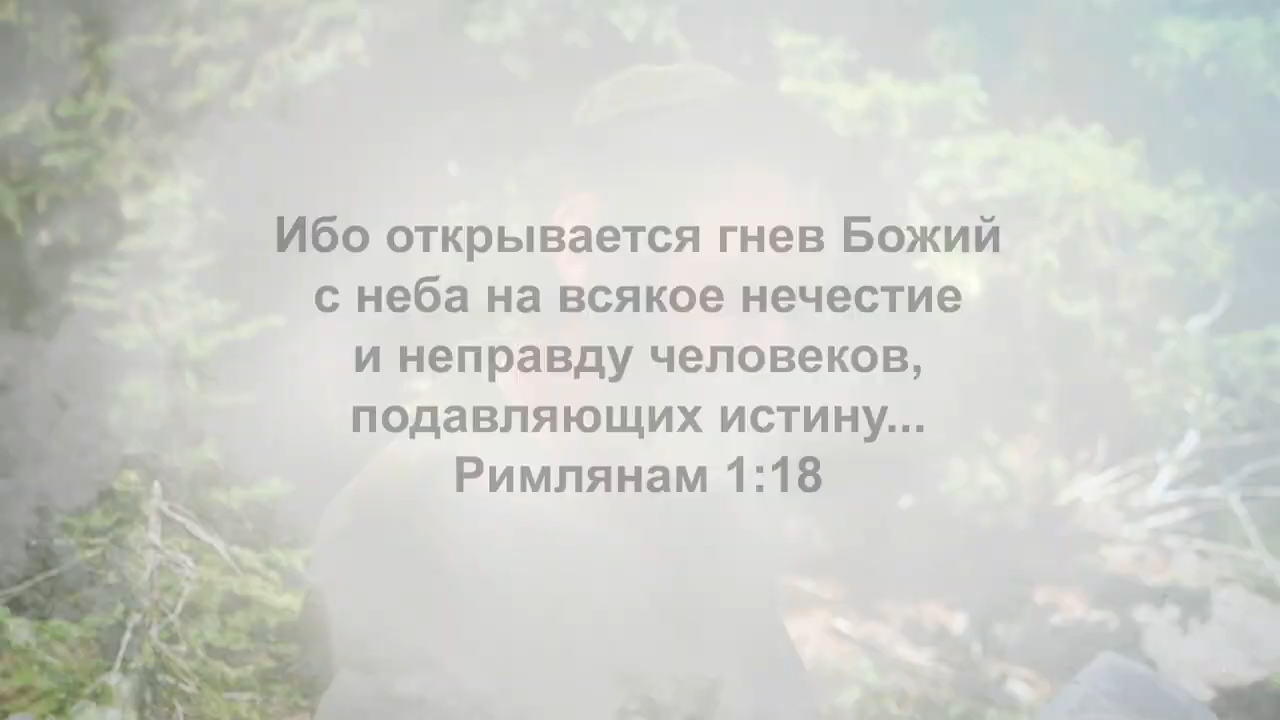 Ибо открывается гнев Божий
с неба на всякое нечестие
и неправду человеков,
подавляющих истину...
Римлянам 1:18